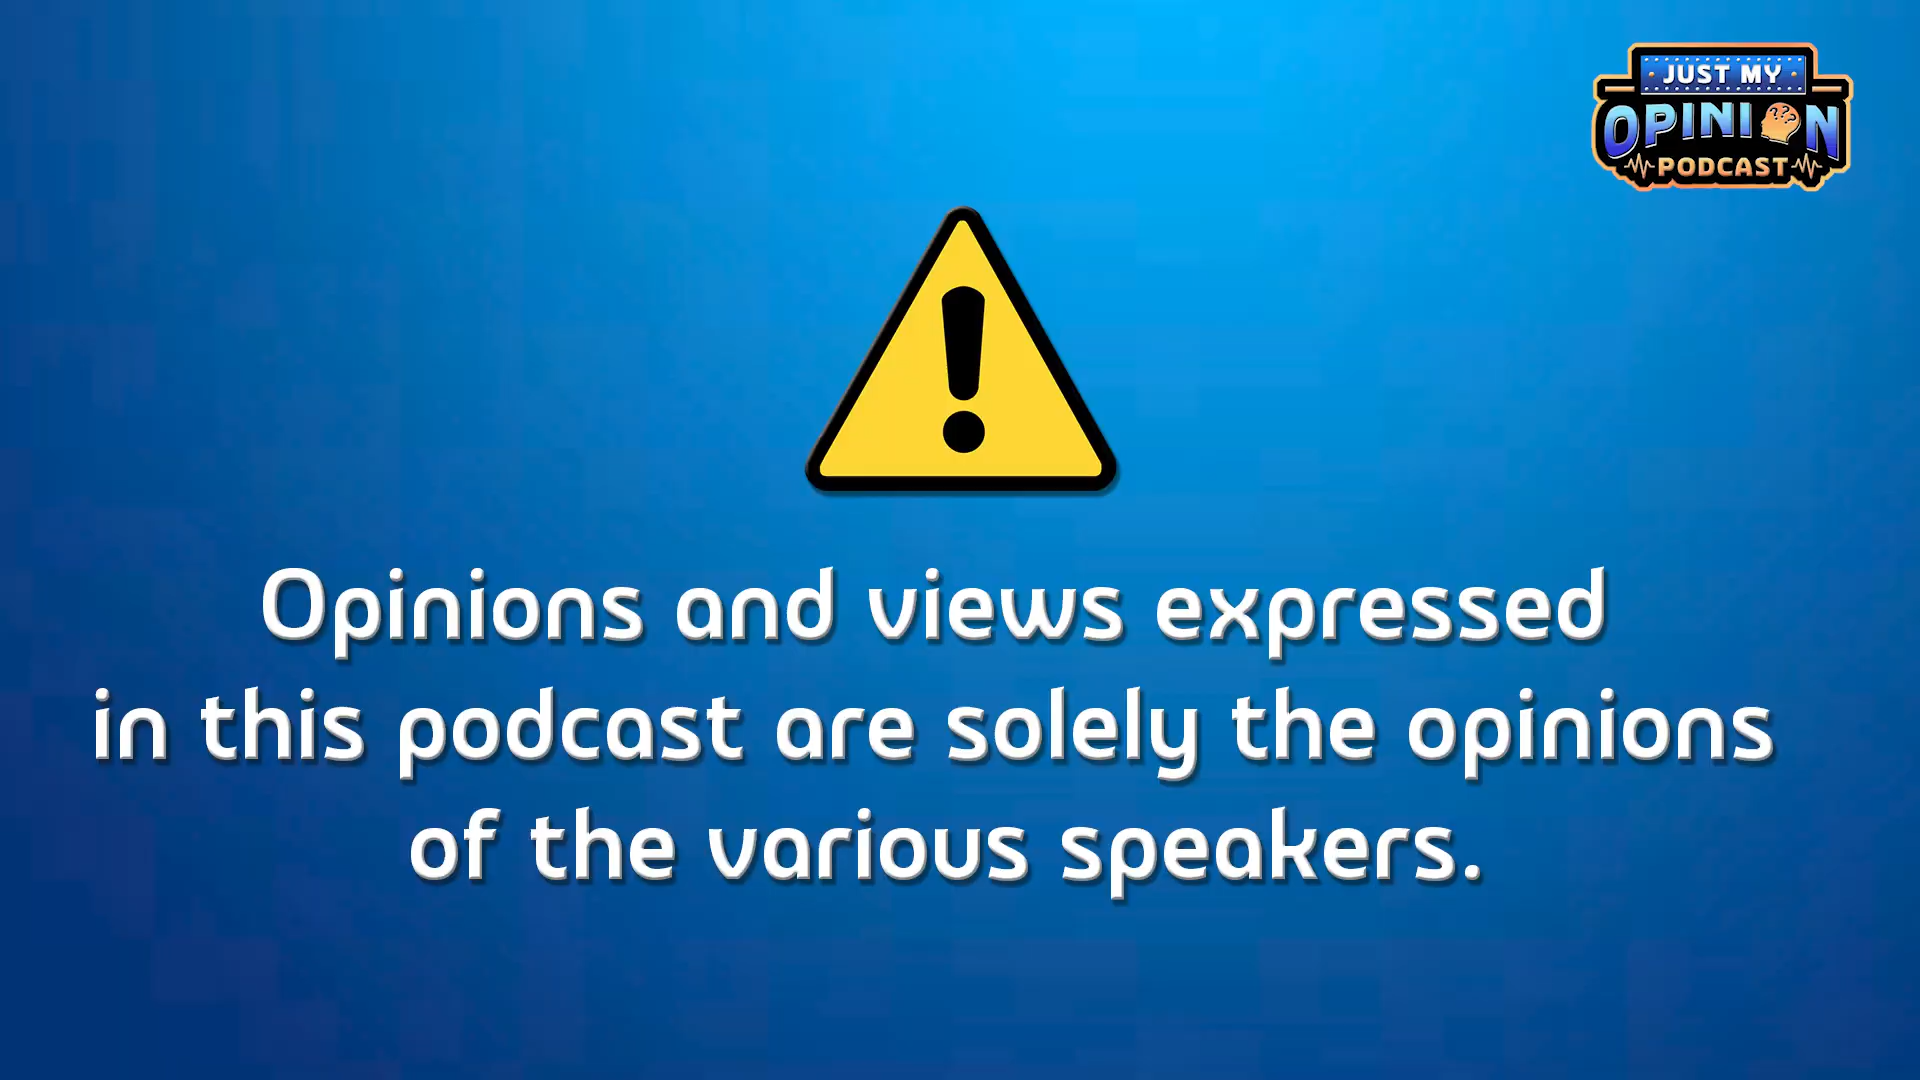 JUST MY
OPINION
PODCAST
Opinions and views expressed
in this podcast are solely the opinions
of the various speakers.